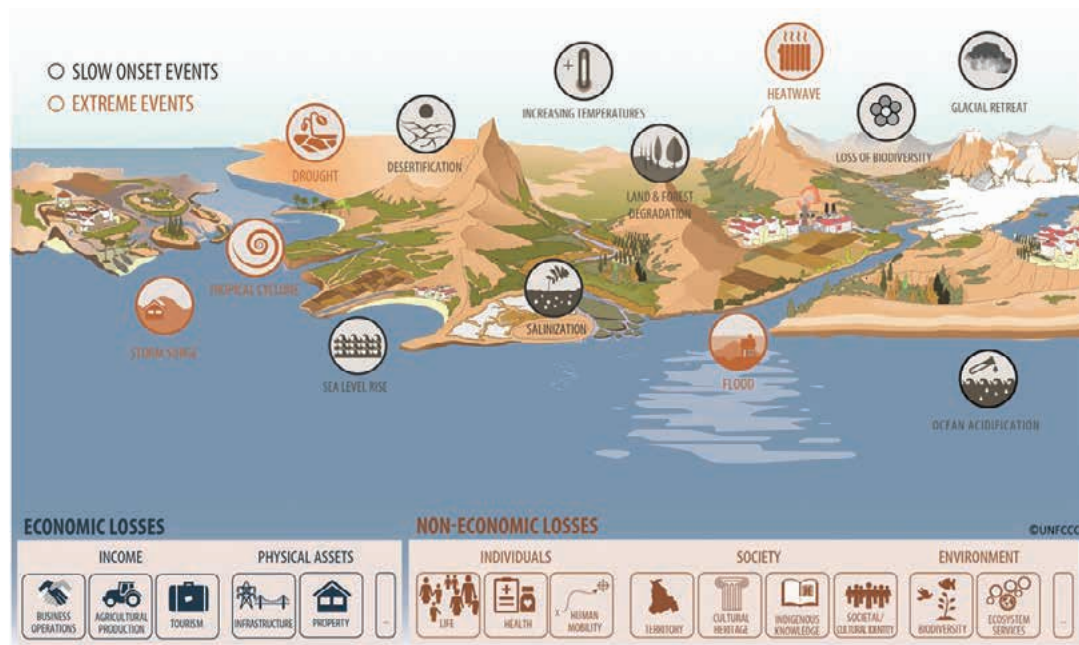 SLOW ONSET EVENTS
EXTREME EVENTS
INCREASING TEMPERATURES
HEATWAVE
GLACIAL RETREAT
DROUGHT
DESERTIFICATION
LOSS OF BIODIVERSITY
LAND & FOREST
DEGRADATION
TROPICAL CYCLONE
STORM SURGE
SALINIZATION
SEA LEVEL RISE
FLOOD
OCEAN ACIDIFICATION
©UNFCCC
ECONOMIC LOSSES
INCOME
BUSINESS
OPERATIONS
AGRICULTURAL
PRODUCTION
TOURISM
PHYSICAL ASSETS
INFRASTRUCTURE
PROPERTY
...
NON-ECONOMIC LOSSES
INDIVIDUALS
LIFE
HEALTH
X
HUMAN
MOBILITY
SOCIETY
TERRITORY
CULTURAL
HERITAGE
INDIGENOUS
KNOWLEDGE
SOCIETAL/
CULTURAL IDENTITY
ENVIRONMENT
BIODIVERSITY
ECOSYSTEM
SERVICES
...